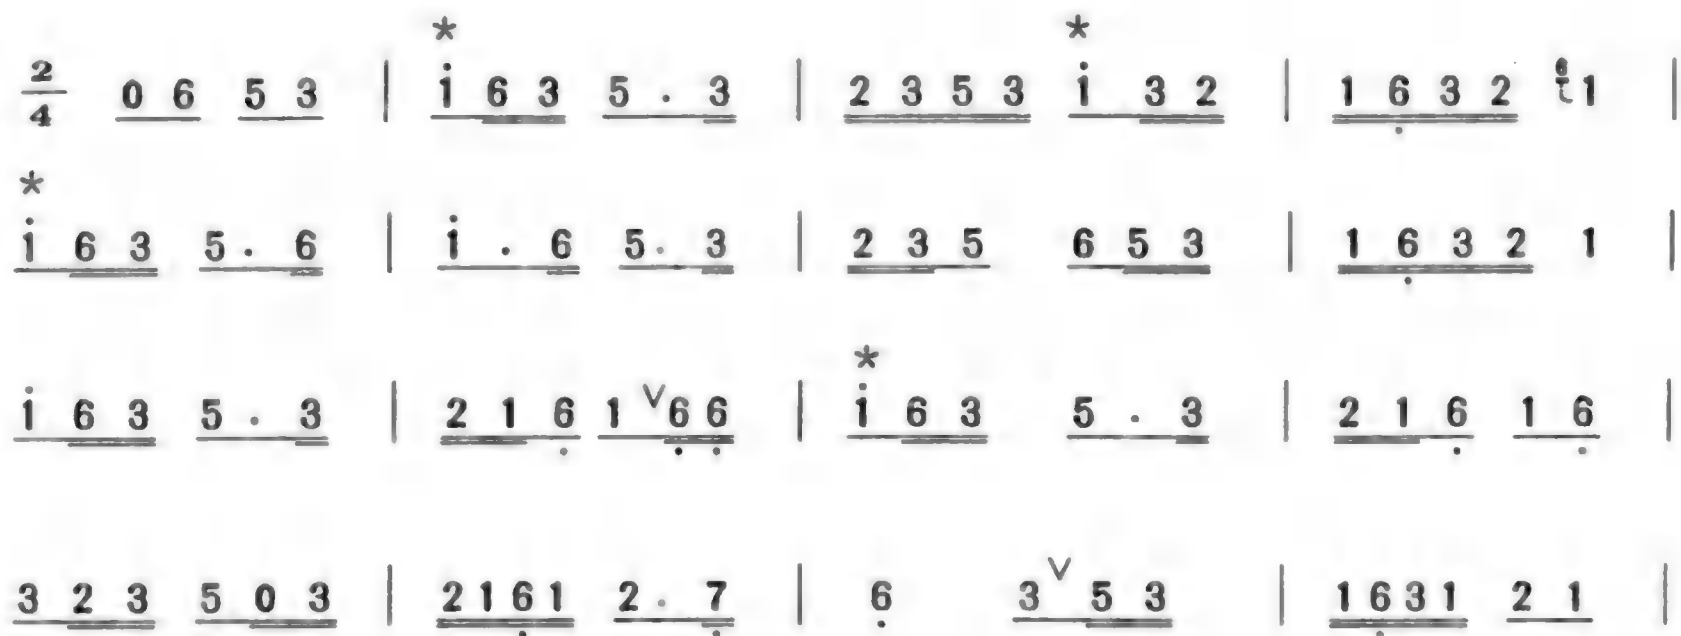 * *
2/4 0 6 5 3 | i 6 3 5 . 3 | 2 3 5 3 i 3 2 | 1 6̣ 3 2 1 |
*
i 6 3 5 . 6 | i . 6 5 . 3 | 2 3 5 6 5 3 | 1 6̣ 3 2 1 |
*
i 6 3 5 . 3 | 2 1 6̣ 1 ∨ 6̣ 6̣ | i 6 3 5 . 3 | 2 1 6̣ 1 6̣ |
3 2 3 5 0 3 | 2 1 6̣ 1 2 . 7̣ | 6̣ 3 ∨ 5 3 | 1 6̣ 3 1 2 1 |